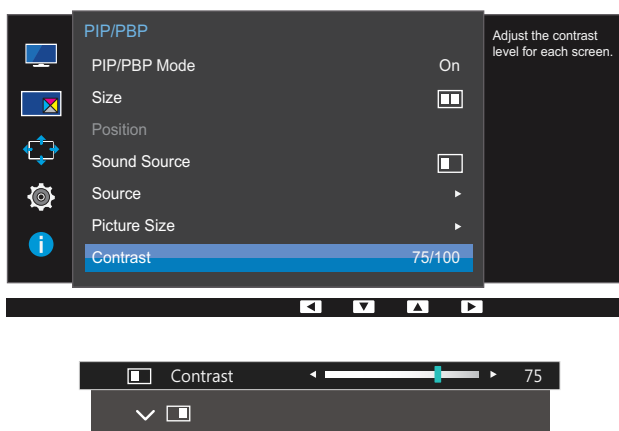 PIP/PBP
Adjust the contrast
level for each screen.
PIP/PBP Mode On
Size
Position
Sound Source
Source
Picture Size
Contrast 75/100
i
Contrast 75